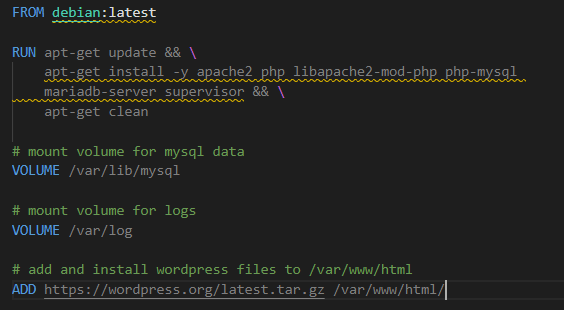 FROM debian:latest
RUN apt-get update && \
apt-get install -y apache2 php libapache2-mod-php php-mysql
mariadb-server supervisor && \
apt-get clean
# mount volume for mysql data
VOLUME /var/lib/mysql
# mount volume for logs
VOLUME /var/log
# add and install wordpress files to /var/www/html
ADD https://wordpress.org/latest.tar.gz /var/www/html/